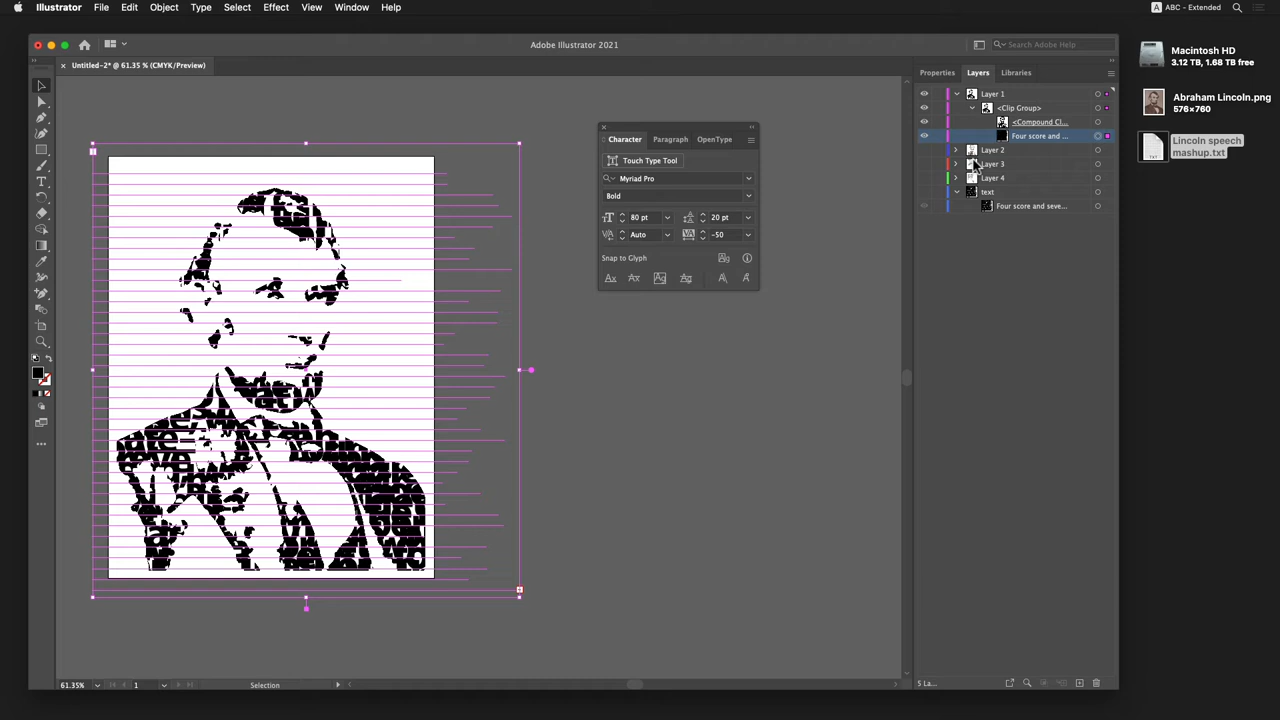 Illustrator File Edit Object Type Select Effect View Window Help
A ABC - Extended
Adobe Illustrator 2021
Search Adobe Help
× Untitled-2* @ 61.35 % (CMYK/Preview)
Character Paragraph OpenType
Touch Type Tool
Myriad Pro
Bold
80 pt
20 pt
Auto
-50
Snap to Glyph
Properties Layers Libraries
Layer 1
<Clip Group>
<Compound Cl...
Four score and ...
Layer 2
Layer 3
Layer 4
text
Four score and seve...
5 La...
61.35%
1
Selection
Macintosh HD
3.12 TB, 1.68 TB free
Abraham Lincoln.png
576×760
TXT
Lincoln speech
mashup.txt